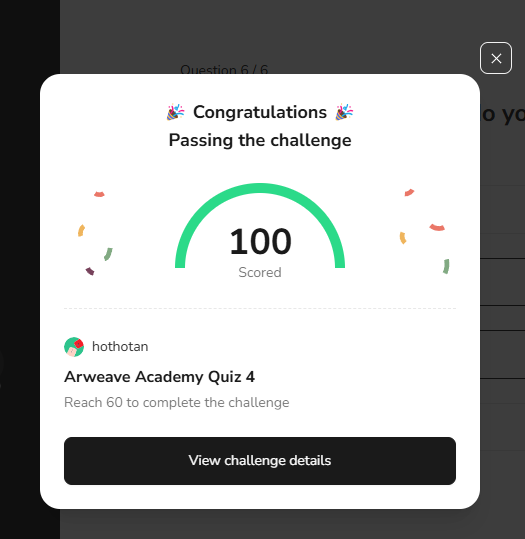 Question 6 / 6
o yo
Congratulations
Passing the challenge
100
Scored
hothotan
Arweave Academy Quiz 4
Reach 60 to complete the challenge
View challenge details